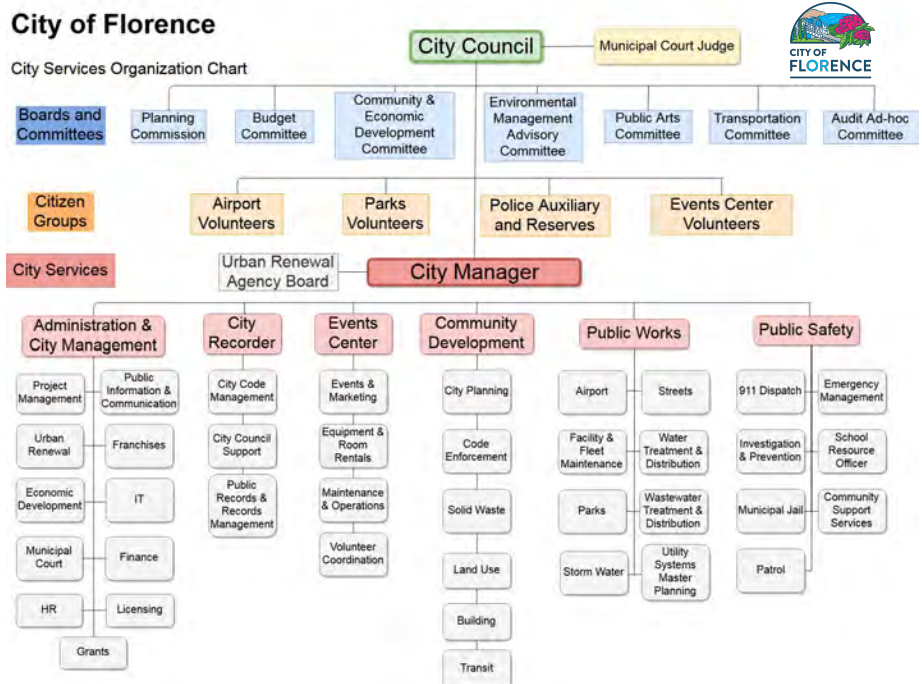 City of Florence
City Services Organization Chart
City Council
Municipal Court Judge
CITY OF
FLORENCE
Boards and
Committees
Planning
Commission
Budget
Committee
Community &
Economic
Development
Committee
Environmental
Management
Advisory
Committee
Public Arts
Committee
Transportation
Committee
Audit Ad-hoc
Committee
Citizen
Groups
Airport
Volunteers
Parks
Volunteers
Police Auxiliary
and Reserves
Events Center
Volunteers
City Services
Urban Renewal
Agency Board
City Manager
Administration &
City Management
City
Recorder
Events
Center
Community
Development
Public Works
Public Safety
Project
Management
Public
Information &
Communication
Urban
Renewal
Franchises
Economic
Development
IT
Municipal
Court
Finance
HR
Licensing
Grants
City Code
Management
City Council
Support
Public
Records &
Records
Management
Events &
Marketing
Equipment &
Room
Rentals
Maintenance
& Operations
Volunteer
Coordination
City Planning
Code
Enforcement
Solid Waste
Land Use
Building
Transit
Airport
Streets
Facility &
Fleet
Maintenance
Water
Treatment &
Distribution
Parks
Wastewater
Treatment &
Distribution
Storm Water
Utility
Systems
Master
Planning
911 Dispatch
Emergency
Management
Investigation
& Prevention
School
Resource
Officer
Municipal Jail
Community
Support
Services
Patrol